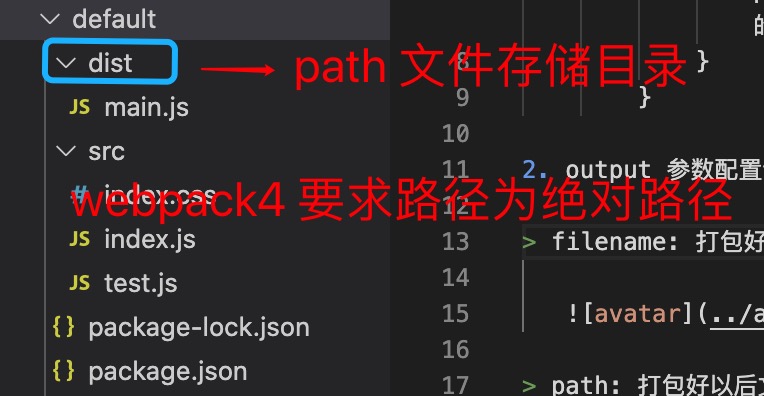 default
dist
path 文件存储目录
main.js
src
index.css
webpack4 要求路径为绝对路径
index.js
test.js
{} package-lock.json
{} package.json
的
8 }
9 }
10
11 2. output 参数配置
12
13 > filename: 打包好
14
15 ![avatar](../a
16
17 > path: 打包好以后文